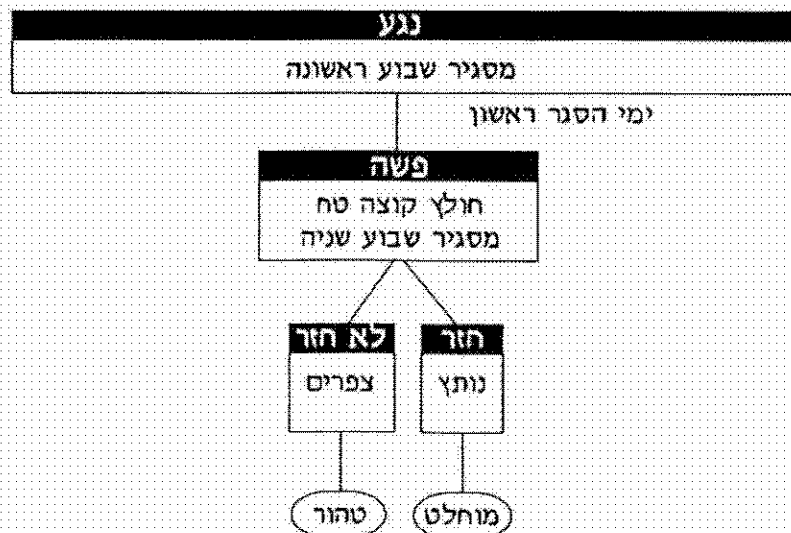 נגע
מסגיר שבוע ראשונה
ימי הסגר ראשון
פשה
חולץ קוצה טח
מסגיר שבוע שניה
חזר
לא חזר
נותץ
צפרים
מוחלט
טהור